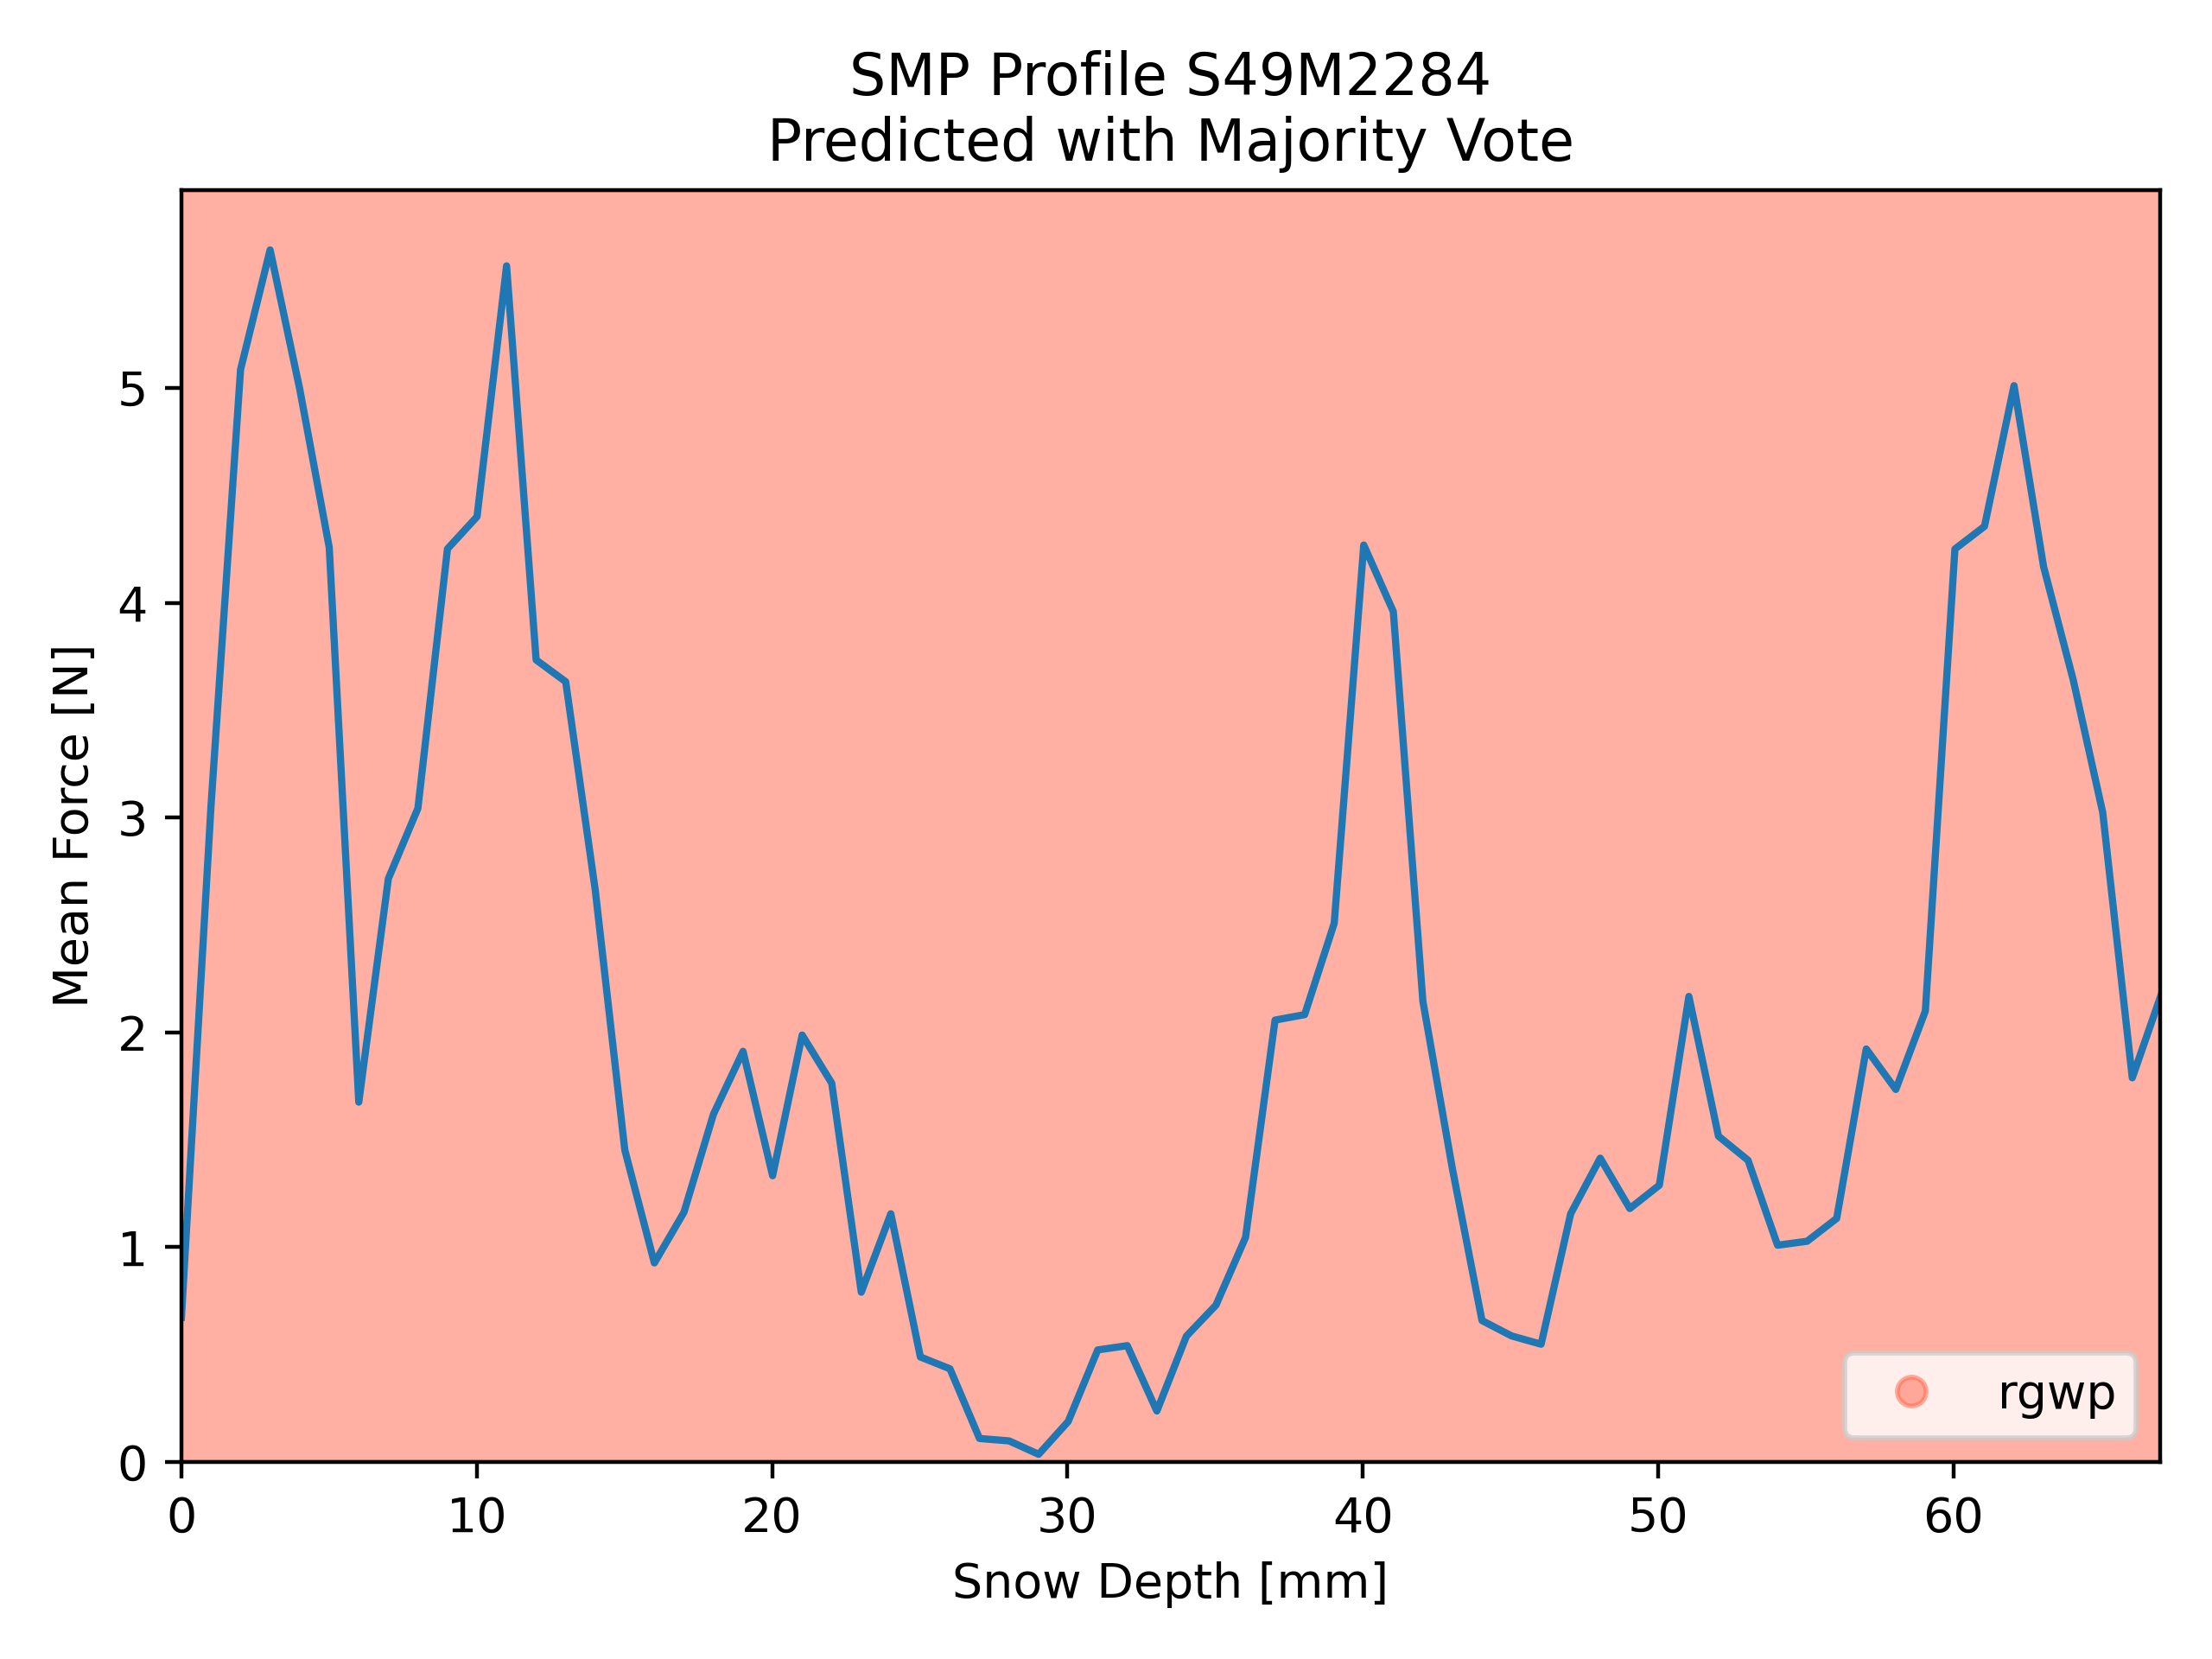 SMP Profile S49M2284
Predicted with Majority Vote
Mean Force [N]
5
4
3
2
1
0
0 10 20 30 40 50 60
Snow Depth [mm]
rgwp